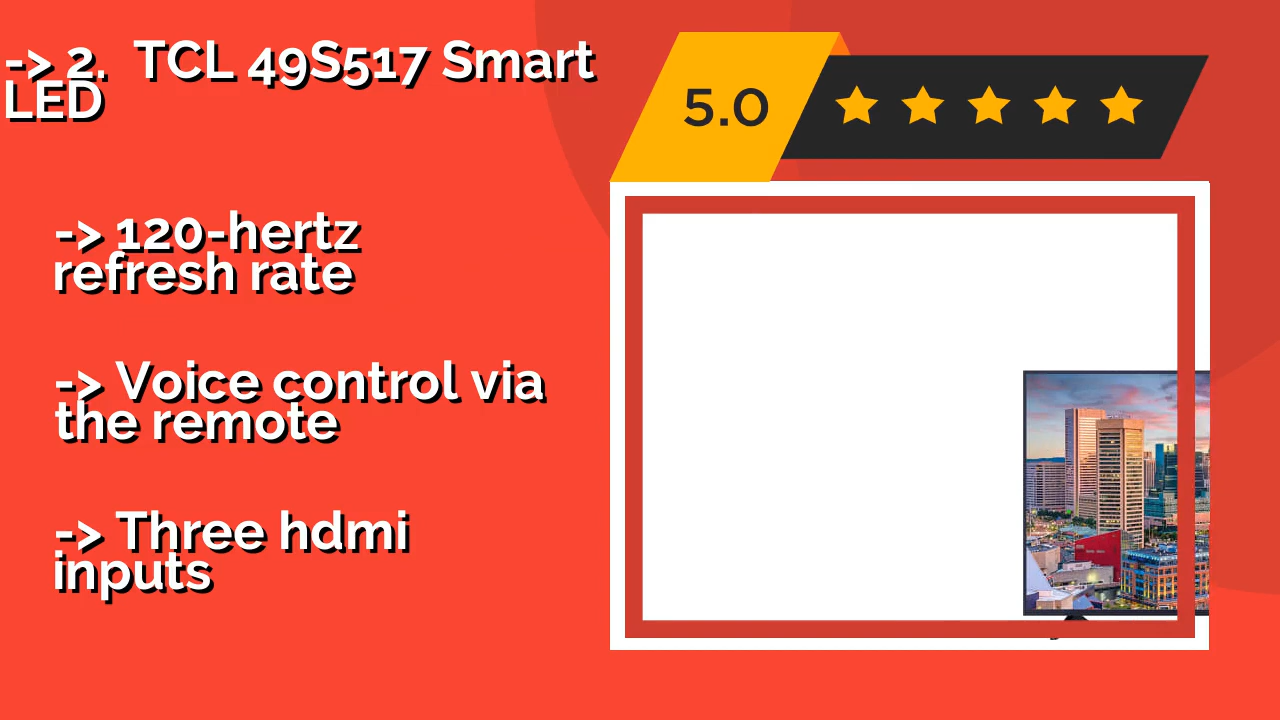 -> 2.  TCL 49S517 Smart
LED
5.0
-> 120-hertz
refresh rate
-> Voice control via
the remote
-> Three hdmi
inputs